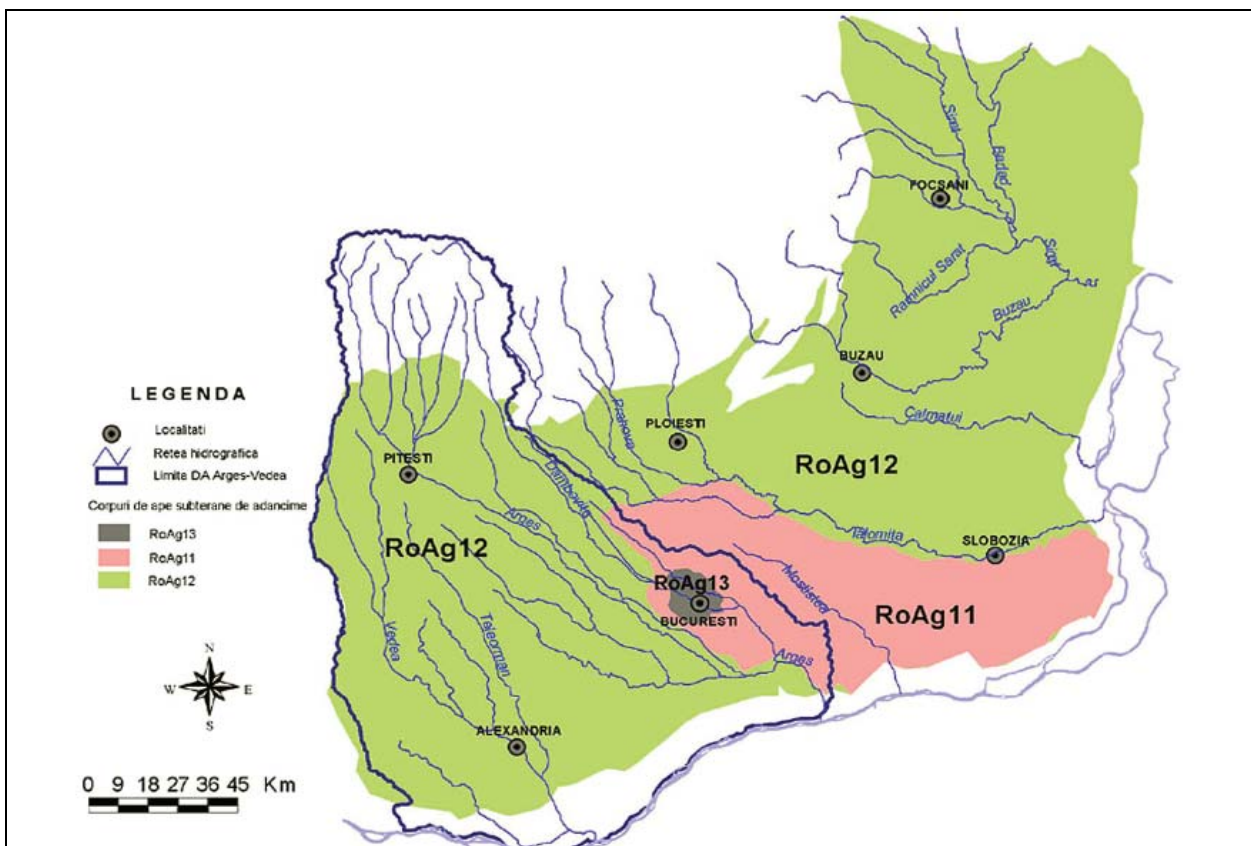 Siret
Barlad
FOCSANI
Ramnicul Sarat
Siret
Buzau
BUZAU
Calmatui
LEGENDA
Localitati
Retea hidrografica
Limita DA Arges-Vedea
Corpuri de ape subterane de adancime
RoAg13
RoAg11
RoAg12
PITESTI
Prahova
PLOIESTI
RoAg12
Dambovita
Arges
RoAg12
Ialomita
SLOBOZIA
RoAg13
BUCURESTI
Mostistea
RoAg11
Vedea
Teleorman
Arges
ALEXANDRIA
N
W E
S
0 9 18 27 36 45 Km